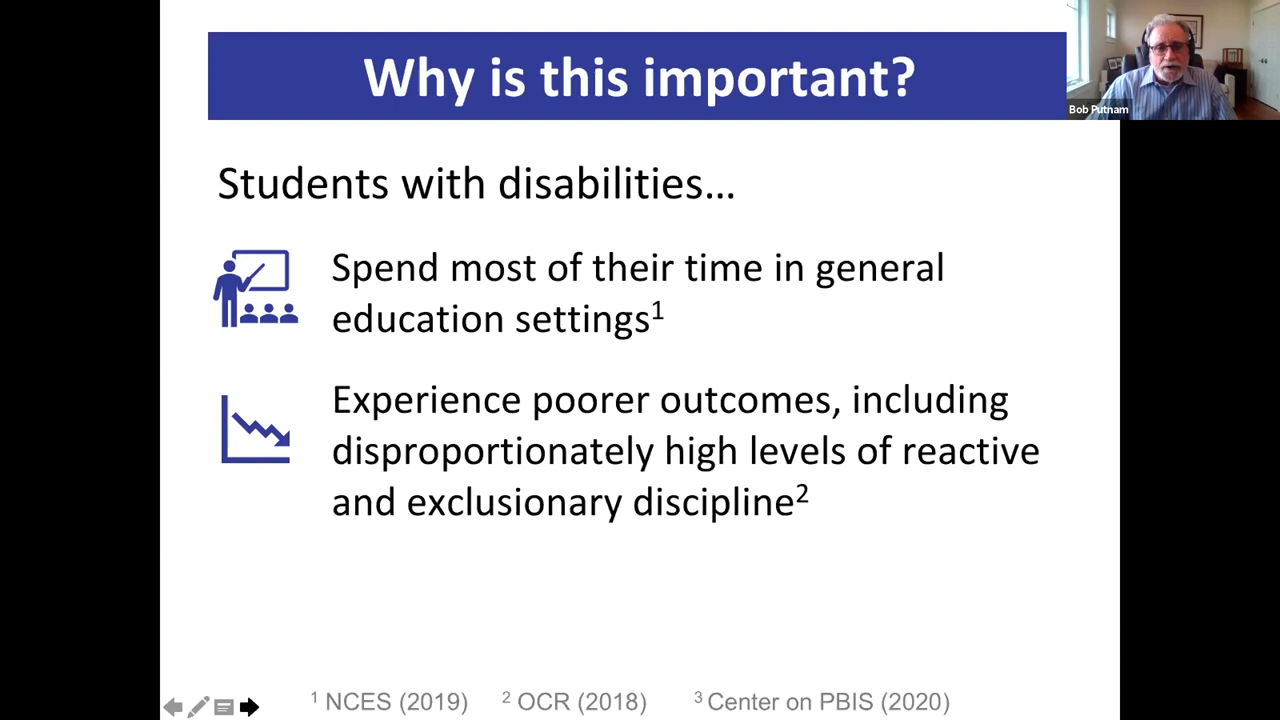 Why is this important?
Bob Putnam
Students with disabilities…
Spend most of their time in general
education settings¹
Experience poorer outcomes, including
disproportionately high levels of reactive
and exclusionary discipline²
¹ NCES (2019) ² OCR (2018) ³ Center on PBIS (2020)